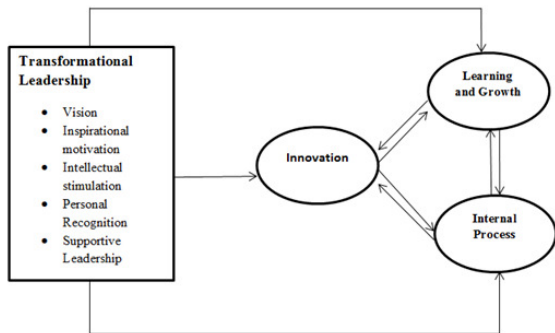 Transformational
Leadership
• Vision
• Inspirational
motivation
• Intellectual
stimulation
• Personal
Recognition
• Supportive
Leadership
Innovation
Learning
and Growth
Internal
Process